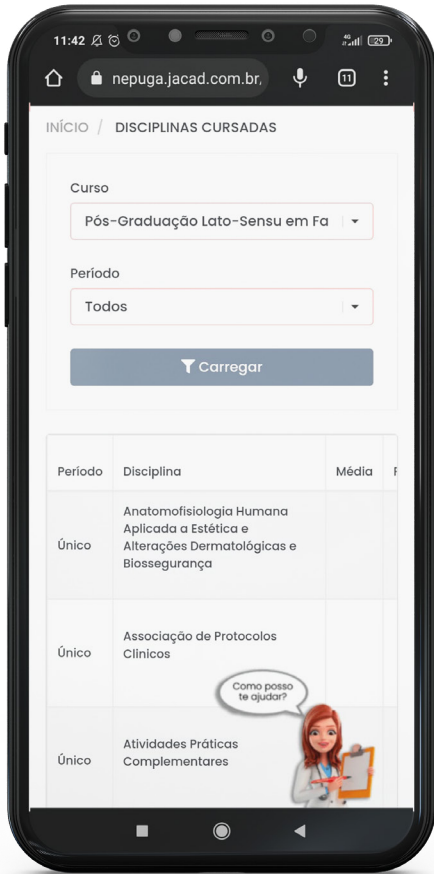 11:42
4G
29
nepuga.jacad.com.br,
11
INÍCIO / DISCIPLINAS CURSADAS
Curso
Pós-Graduação Lato-Sensu em Fa
Período
Todos
Carregar
Período Disciplina Média F
Único
Anatomofisiologia Humana
Aplicada a Estética e
Alterações Dermatológicas e
Biossegurança
Único
Associação de Protocolos
Clinicos
Como posso
te ajudar?
Único
Atividades Práticas
Complementares